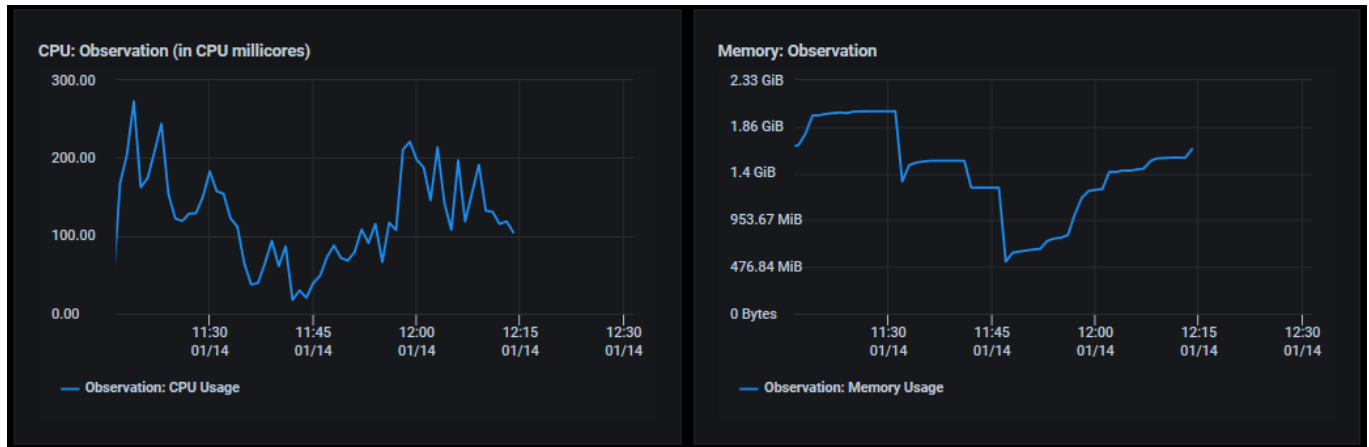 CPU: Observation (in CPU millicores)
300.00
200.00
100.00
0.00
11:30 11:45 12:00 12:15 12:30
01/14 01/14 01/14 01/14 01/14
Observation: CPU Usage
Memory: Observation
2.33 GiB
1.86 GiB
1.4 GiB
953.67 MiB
476.84 MiB
0 Bytes
11:30 11:45 12:00 12:15 12:30
01/14 01/14 01/14 01/14 01/14
Observation: Memory Usage